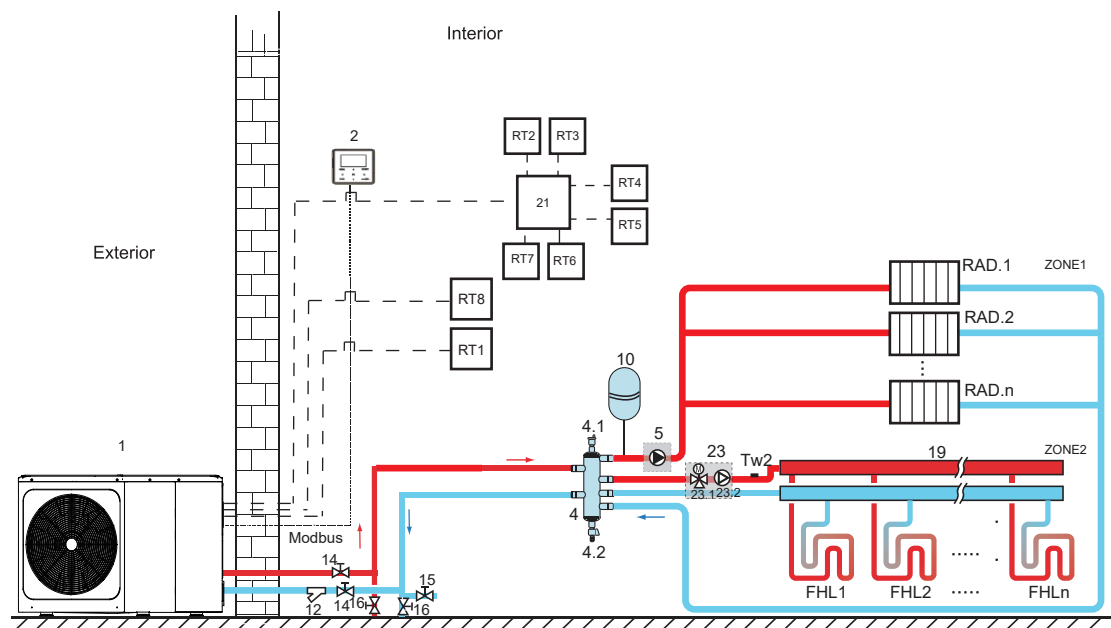 Interior
2
RT2
RT3
RT4
21
RT5
RT7
RT6
Exterior
RAD.1
ZONE1
RT8
RAD.2
RT1
10
RAD.n
4.1
5
1
23
Tw2
19
ZONE2
23.1
23.2
4
Modbus
4.2
14
15
12
14
16
16
FHL1
FHL2
FHLn